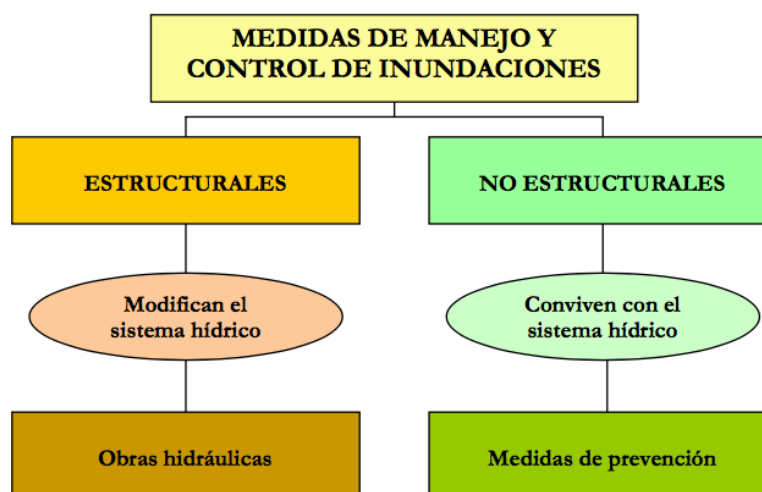 MEDIDAS DE MANEJO Y
CONTROL DE INUNDACIONES
ESTRUCTURALES
NO ESTRUCTURALES
Modifican el
sistema hídrico
Conviven con el
sistema hídrico
Obras hidráulicas
Medidas de prevención